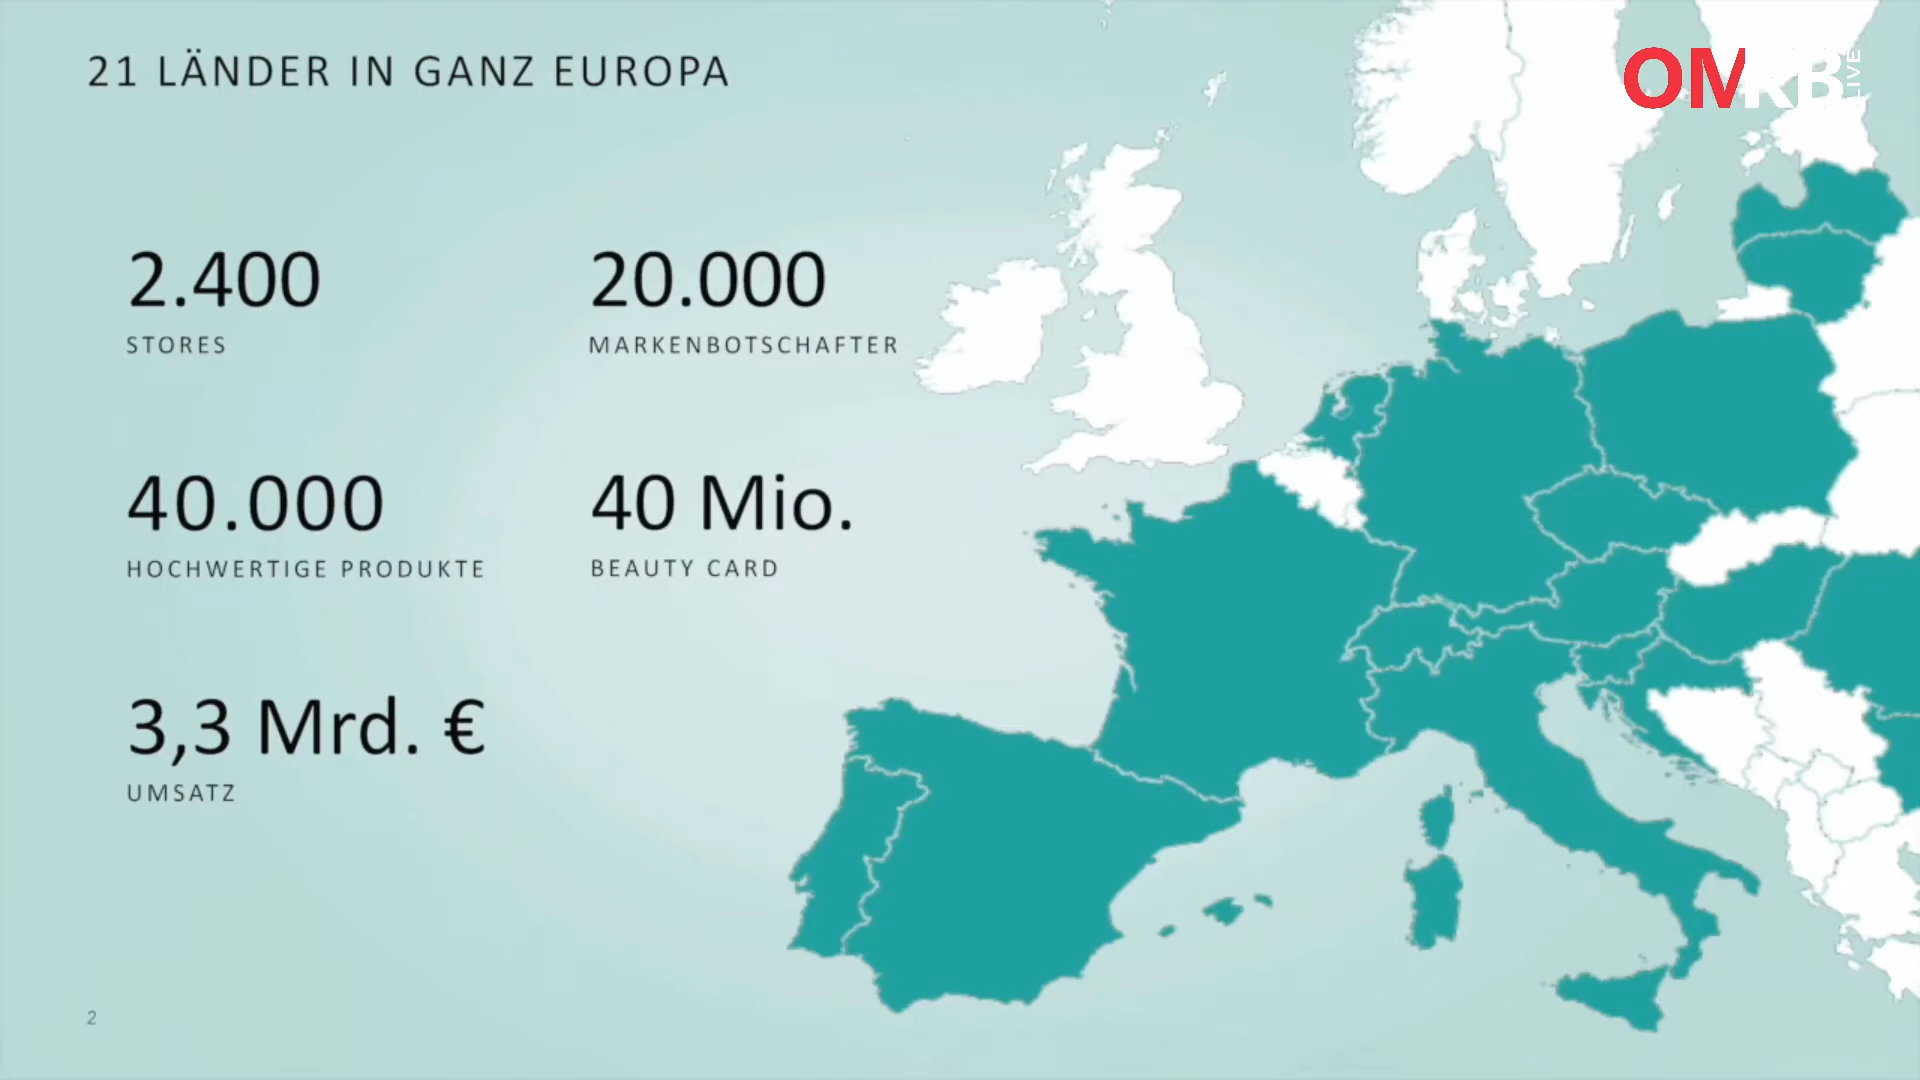 21 LÄNDER IN GANZ EUROPA
OMKB
LIVE
2.400
STORES
20.000
MARKENBOTSCHAFTER
40.000
HOCHWERTIGE PRODUKTE
40 Mio.
BEAUTY CARD
3,3 Mrd. €
UMSATZ
2